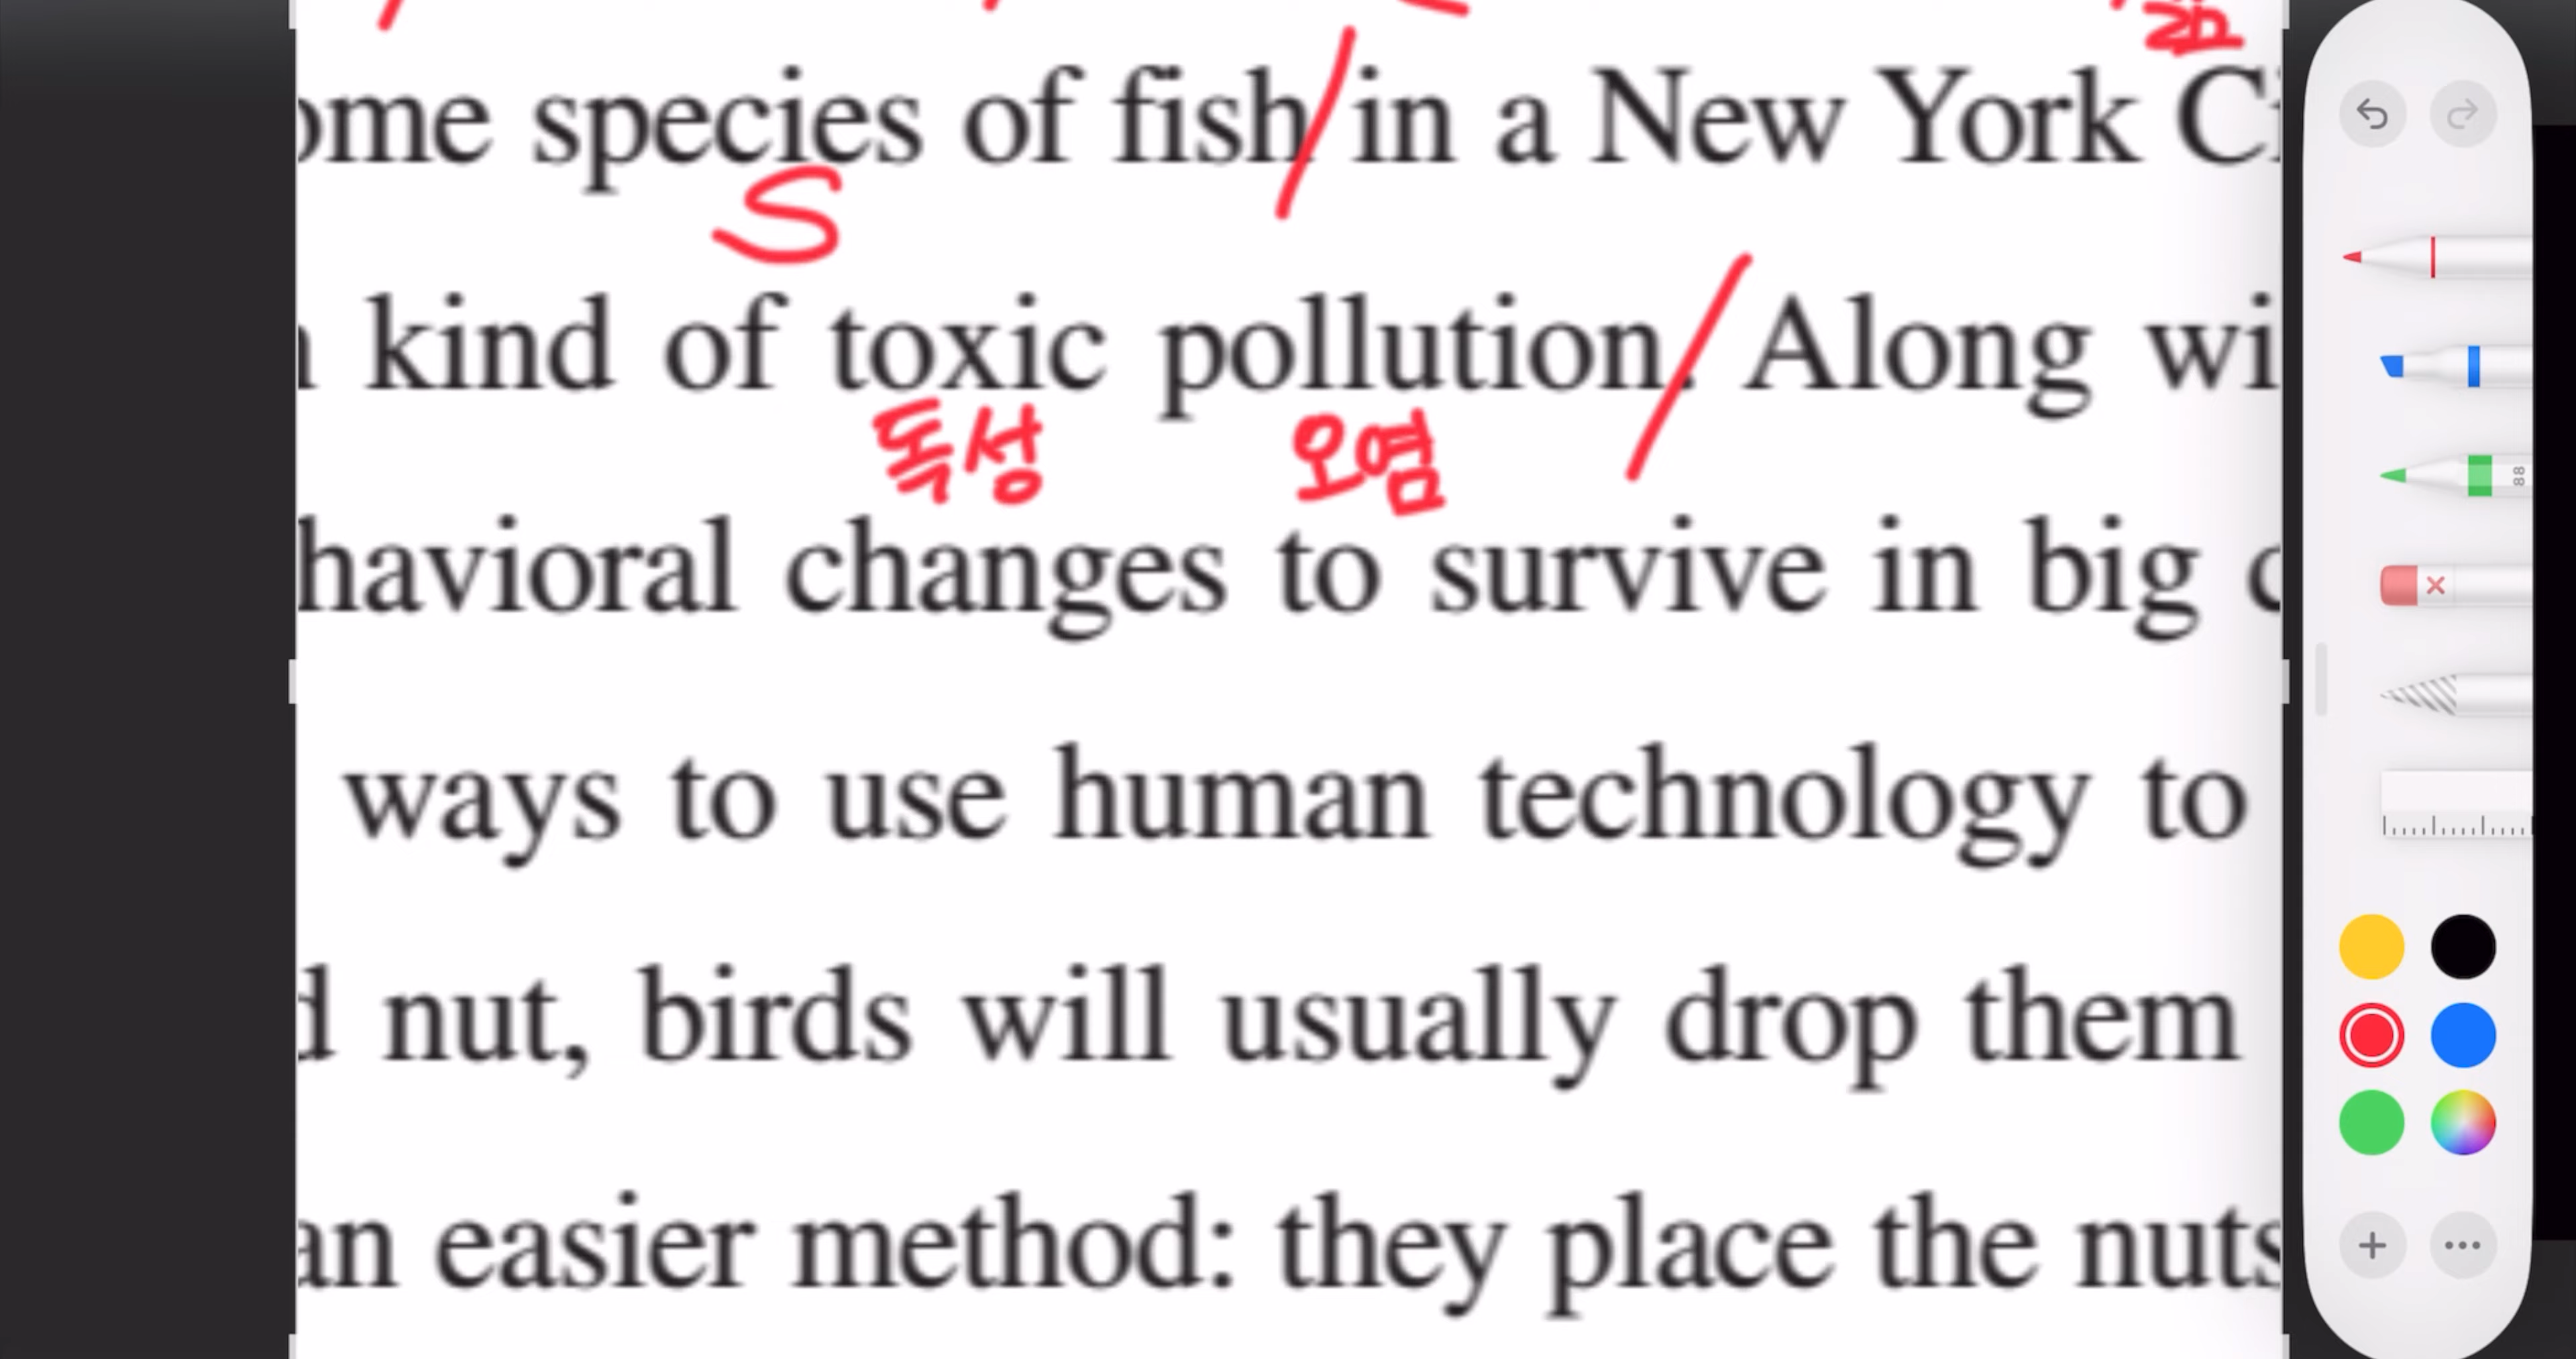 ome species of fish/in a New York C
S
kind of toxic pollution./Along wi
독성 오염
havioral changes to survive in big c
ways to use human technology to
d nut, birds will usually drop them
an easier method: they place the nuts
88